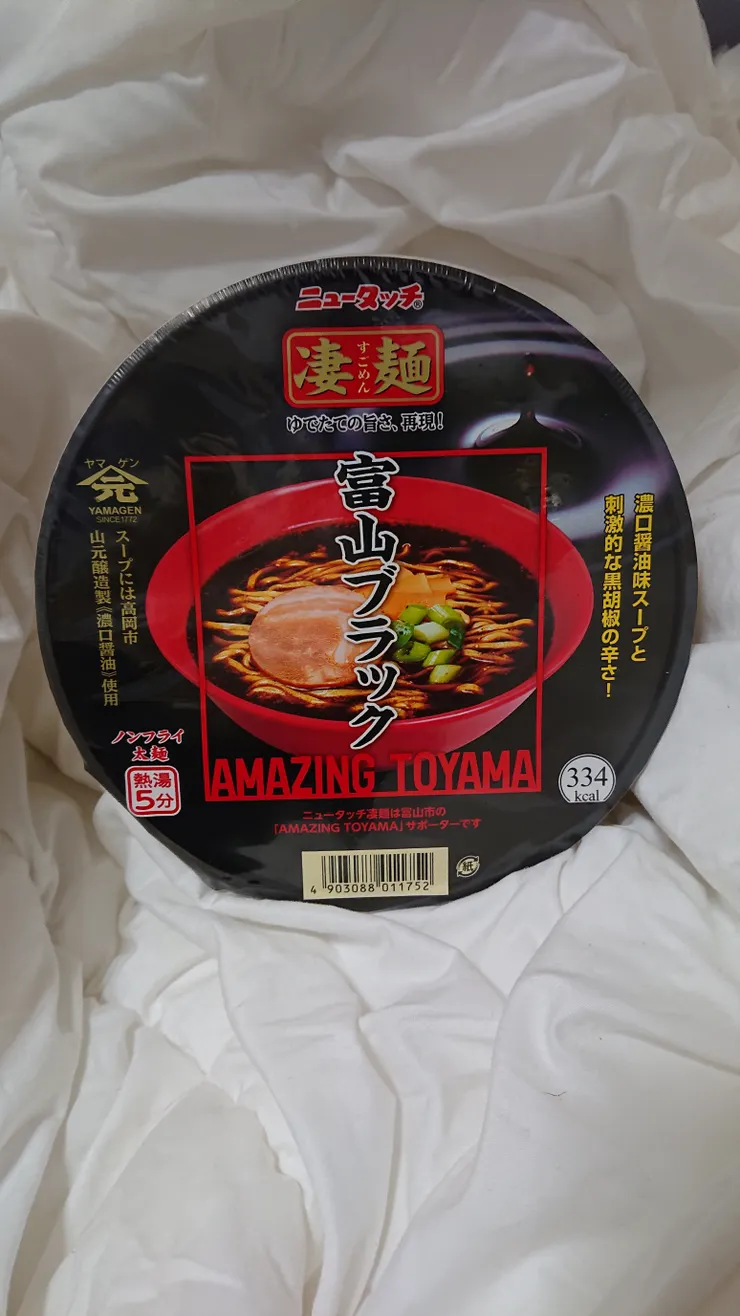 ニュータッチ®
凄麺
すごめん
ゆでたての旨さ、再現!
富山ブラック
濃口醤油味スープと
刺激的な黒胡椒の辛さ!
ヤマゲン
元
YAMAGEN
SINCE1772
スープには高岡市
山元醸造製《濃口醤油》使用
ノンフライ
太麺
熱湯
5分
AMAZING TOYAMA
334
kcal
ニュータッチ凄麺は富山市の
「AMAZING TOYAMA」サポーターです
4 903088 011752
紙